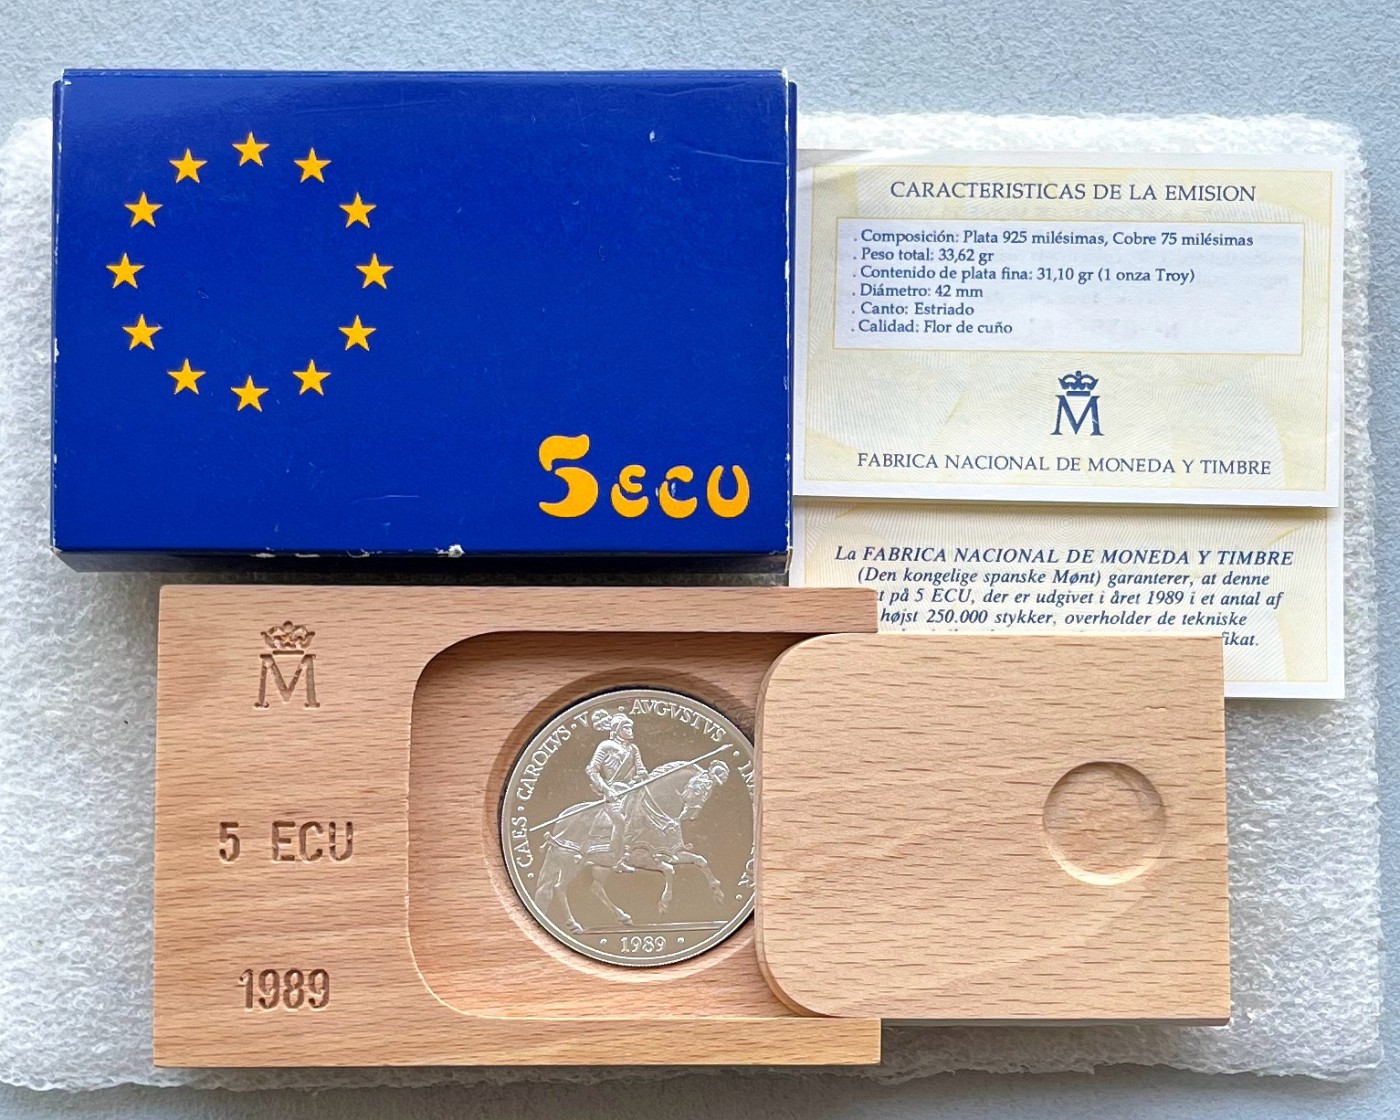 5 ECU
CARACTERISTICAS DE LA EMISION
. Composición: Plata 925 milésimas, Cobre 75 milésimas
. Peso total: 33,62 gr
. Contenido de plata fina: 31,10 gr (1 onza Troy)
. Diámetro: 42 mm
. Canto: Estriado
. Calidad: Flor de cuño
M
FABRICA NACIONAL DE MONEDA Y TIMBRE
La FABRICA NACIONAL DE MONEDA Y TIMBRE
(Den kongelige spanske Mønt) garanterer, at denne
på 5 ECU, der er udgivet i året 1989 i et antal af
højst 250.000 stykker, overholder de tekniske
M
5 ECU
1989
· CAES · CAROLVS · V · AVGVSTVS ·
· 1989 ·